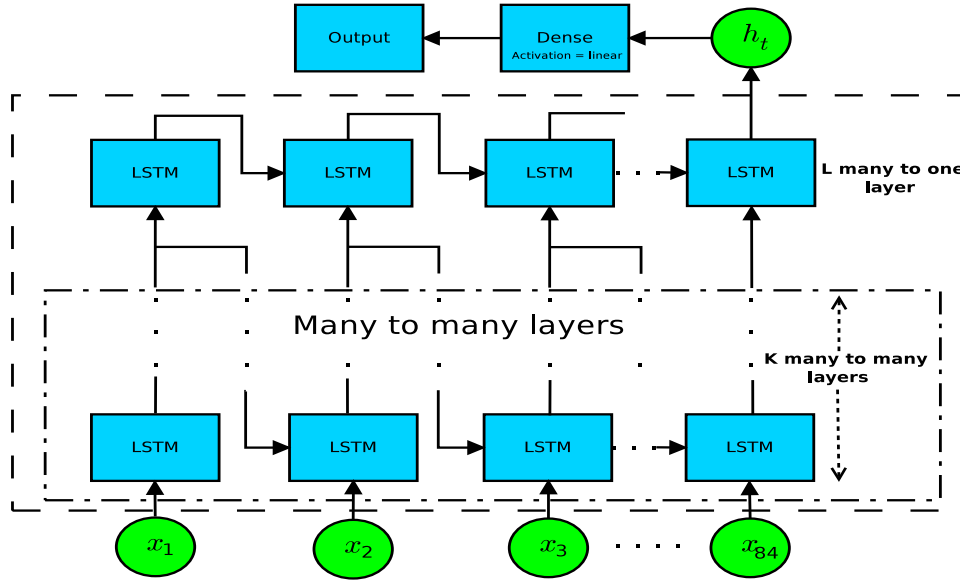 Output
Dense
Activation = linear
h_t
LSTM LSTM LSTM LSTM
L many to one
layer
Many to many layers
K many to many
layers
LSTM LSTM LSTM LSTM
x_1 x_2 x_3 x_84